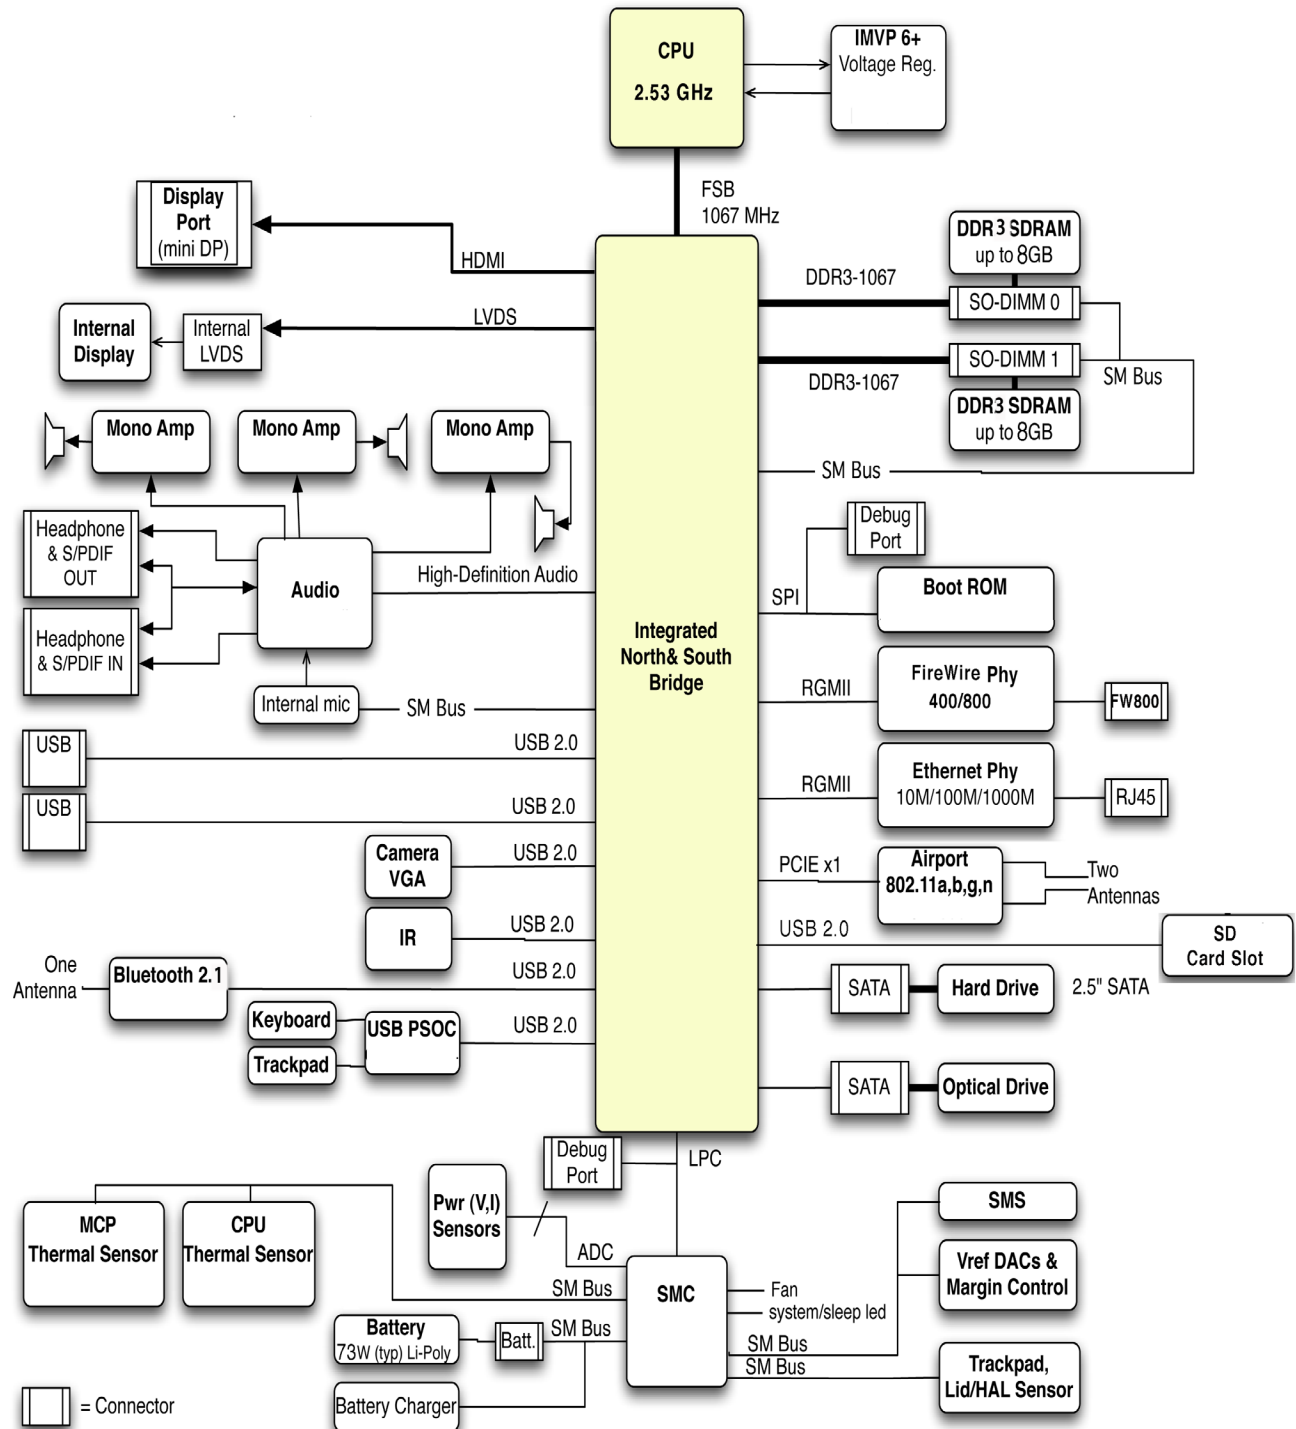 CPU
2.53 GHz
IMVP 6+
Voltage Reg.
FSB
1067 MHz
Display
Port
(mini DP)
HDMI
DDR3-1067
DDR3 SDRAM
up to 8GB
SO-DIMM 0
Internal
Display
Internal
LVDS
LVDS
SO-DIMM 1
SM Bus
DDR3-1067
DDR3 SDRAM
up to 8GB
Mono Amp
Mono Amp
Mono Amp
SM Bus
Headphone
& S/PDIF
OUT
Debug
Port
Audio
High-Definition Audio
SPI
Boot ROM
Headphone
& S/PDIF IN
Integrated
North& South
Bridge
RGMII
FireWire Phy
400/800
FW800
Internal mic
SM Bus
USB
USB 2.0
USB
USB 2.0
RGMII
Ethernet Phy
10M/100M/1000M
RJ45
Camera
VGA
USB 2.0
PCIE x1
Airport
802.11a,b,g,n
Two
Antennas
IR
USB 2.0
USB 2.0
SD
Card Slot
One
Antenna
Bluetooth 2.1
USB 2.0
SATA
Hard Drive
2.5" SATA
Keyboard
Trackpad
USB PSOC
USB 2.0
SATA
Optical Drive
Debug
Port
LPC
MCP
Thermal Sensor
CPU
Thermal Sensor
Pwr (V,I)
Sensors
ADC
SM Bus
SMC
Fan
system/sleep led
SMS
Vref DACs &
Margin Control
Battery
73W (typ) Li-Poly
Batt.
SM Bus
SM Bus
SM Bus
Trackpad,
Lid/HAL Sensor
Battery Charger
= Connector